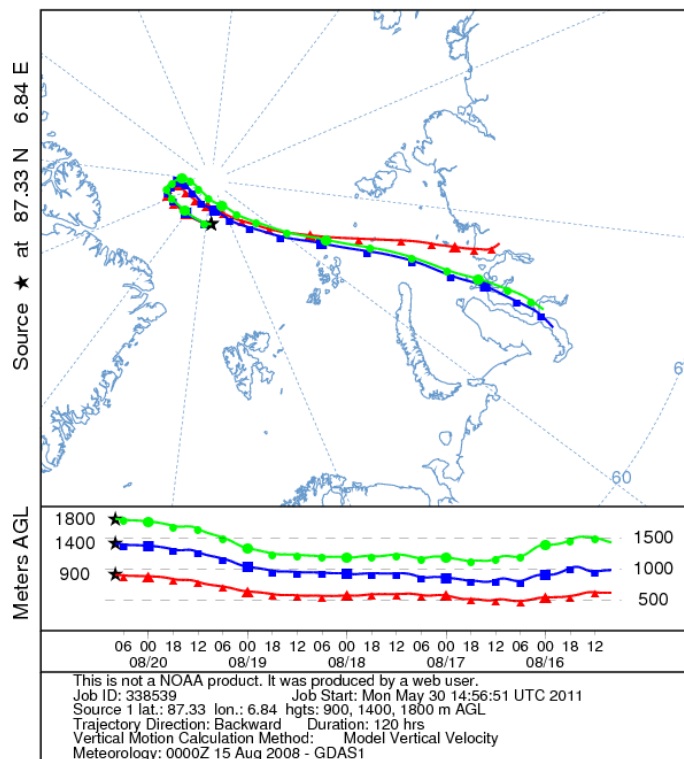 Source ★ at 87.33 N 6.84 E
60
Meters AGL
1800
1400
900
1500
1000
500
06 00 18 12 06 00 18 12 06 00 18 12 06 00 18 12 06 00 18 12
08/20 08/19 08/18 08/17 08/16
This is not a NOAA product. It was produced by a web user.
Job ID: 338539 Job Start: Mon May 30 14:56:51 UTC 2011
Source 1 lat.: 87.33 lon.: 6.84 hgts: 900, 1400, 1800 m AGL
Trajectory Direction: Backward Duration: 120 hrs
Vertical Motion Calculation Method: Model Vertical Velocity
Meteorology: 0000Z 15 Aug 2008 - GDAS1